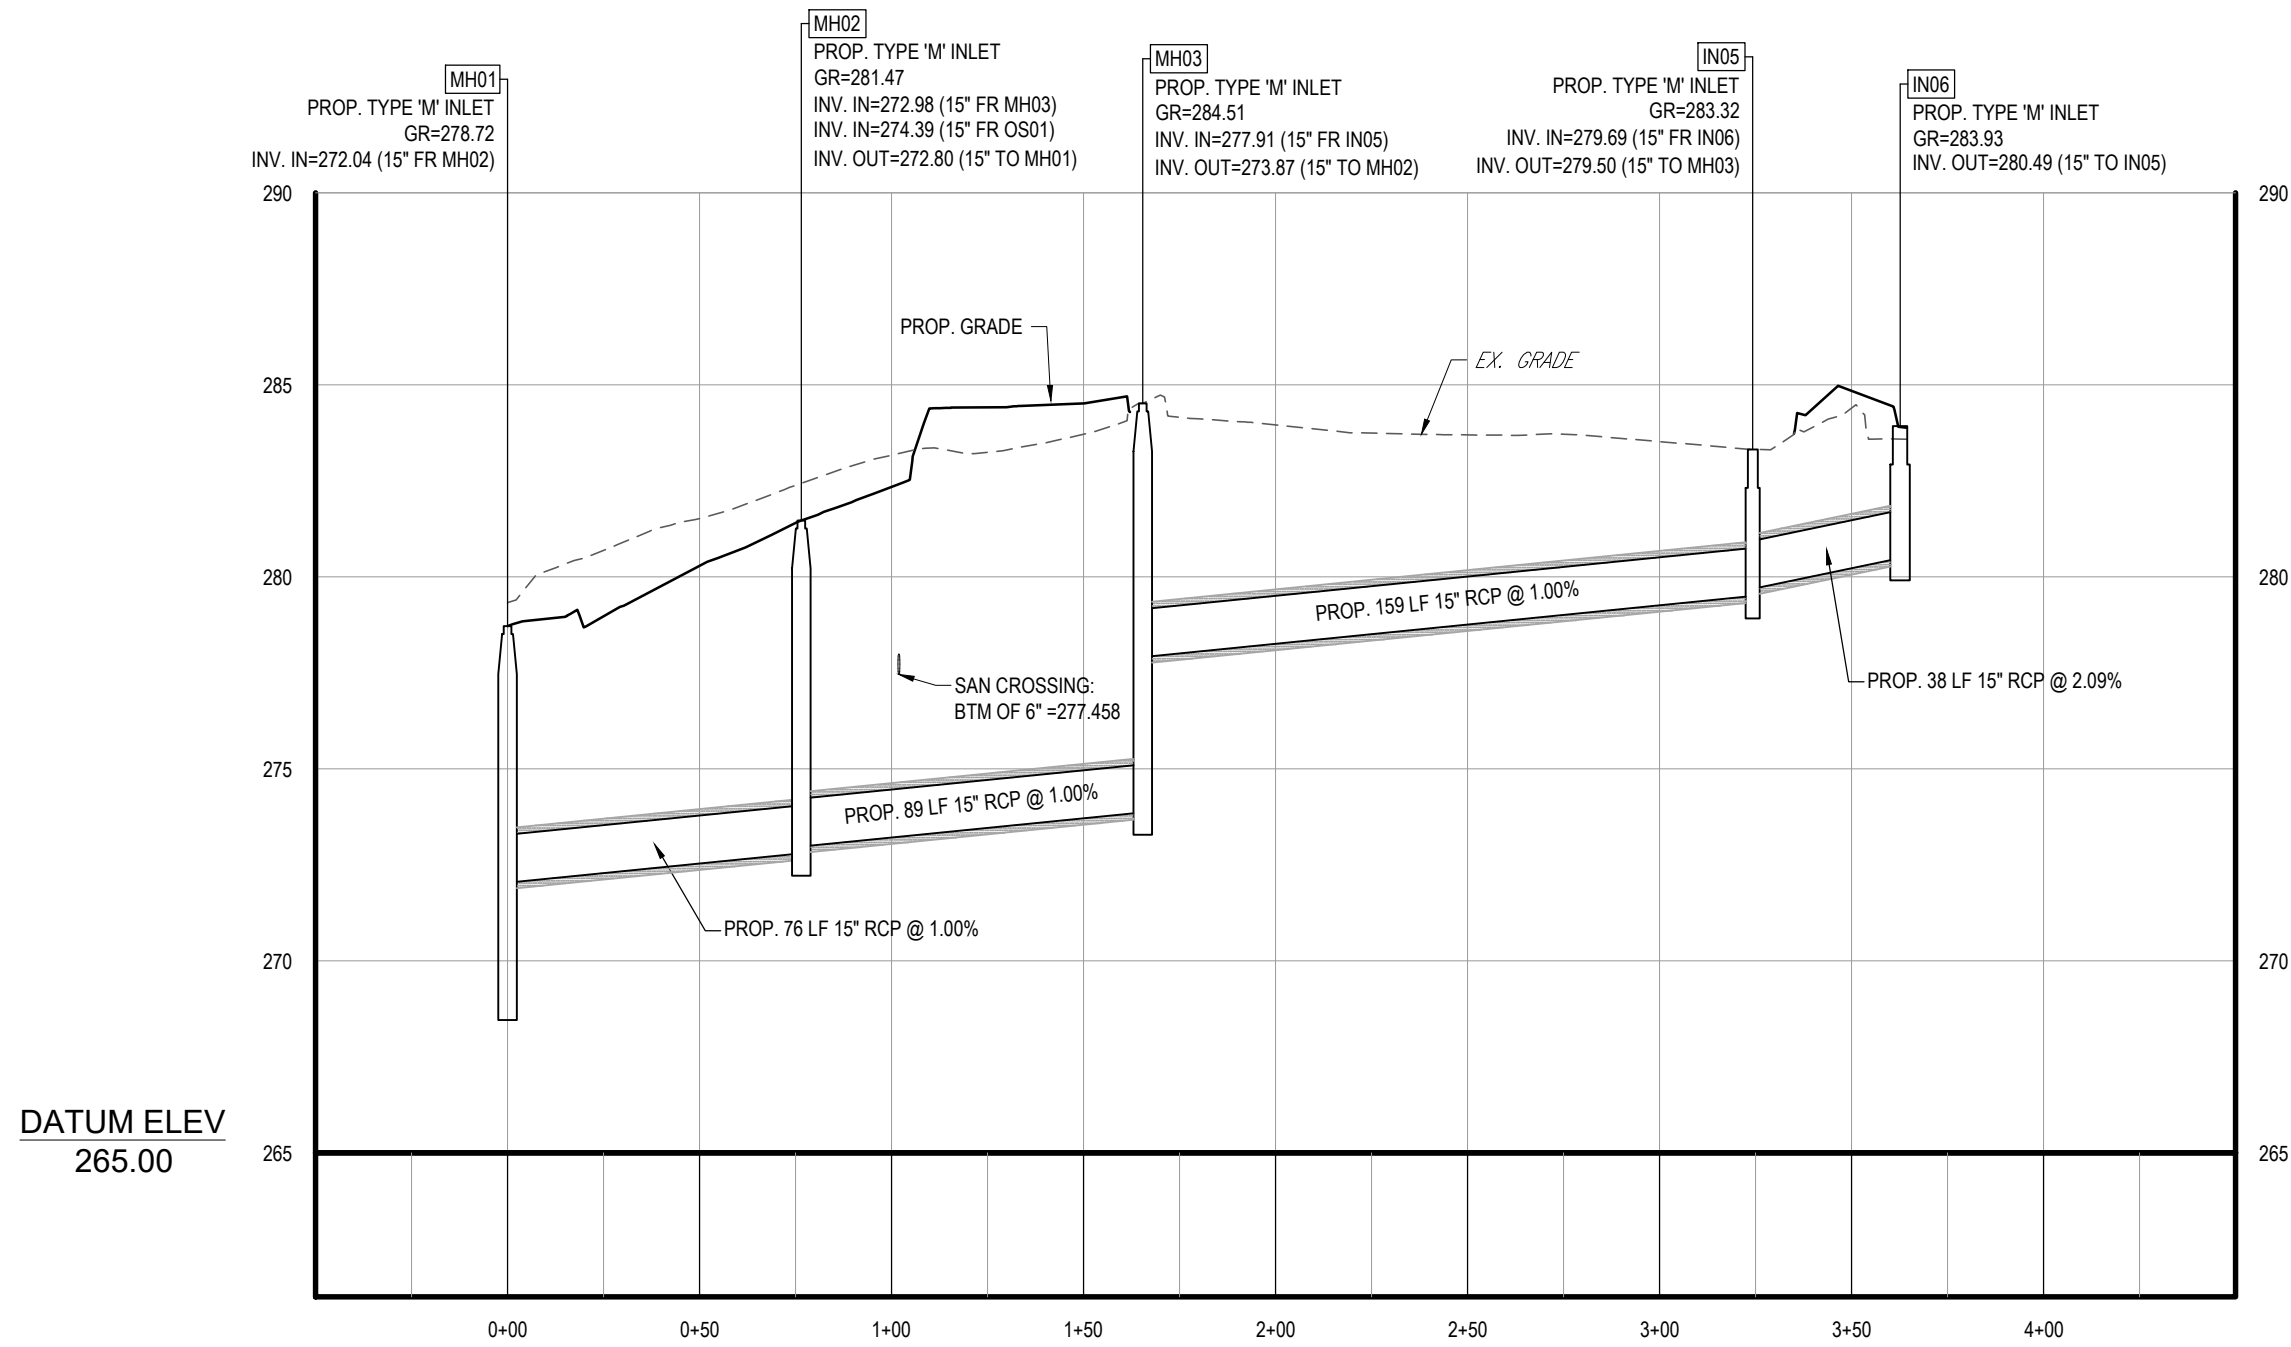 MH01
PROP. TYPE 'M' INLET
GR=278.72
INV. IN=272.04 (15" FR MH02)
MH02
PROP. TYPE 'M' INLET
GR=281.47
INV. IN=272.98 (15" FR MH03)
INV. IN=274.39 (15" FR OS01)
INV. OUT=272.80 (15" TO MH01)
MH03
PROP. TYPE 'M' INLET
GR=284.51
INV. IN=277.91 (15" FR IN05)
INV. OUT=273.87 (15" TO MH02)
IN05
PROP. TYPE 'M' INLET
GR=283.32
INV. IN=279.69 (15" FR IN06)
INV. OUT=279.50 (15" TO MH03)
IN06
PROP. TYPE 'M' INLET
GR=283.93
INV. OUT=280.49 (15" TO IN05)
290
290
PROP. GRADE
EX. GRADE
285
285
280
280
PROP. 159 LF 15" RCP @ 1.00%
SAN CROSSING:
BTM OF 6" =277.458
PROP. 38 LF 15" RCP @ 2.09%
275
275
PROP. 89 LF 15" RCP @ 1.00%
PROP. 76 LF 15" RCP @ 1.00%
270
270
DATUM ELEV
265.00
265
265
0+00
0+50
1+00
1+50
2+00
2+50
3+00
3+50
4+00